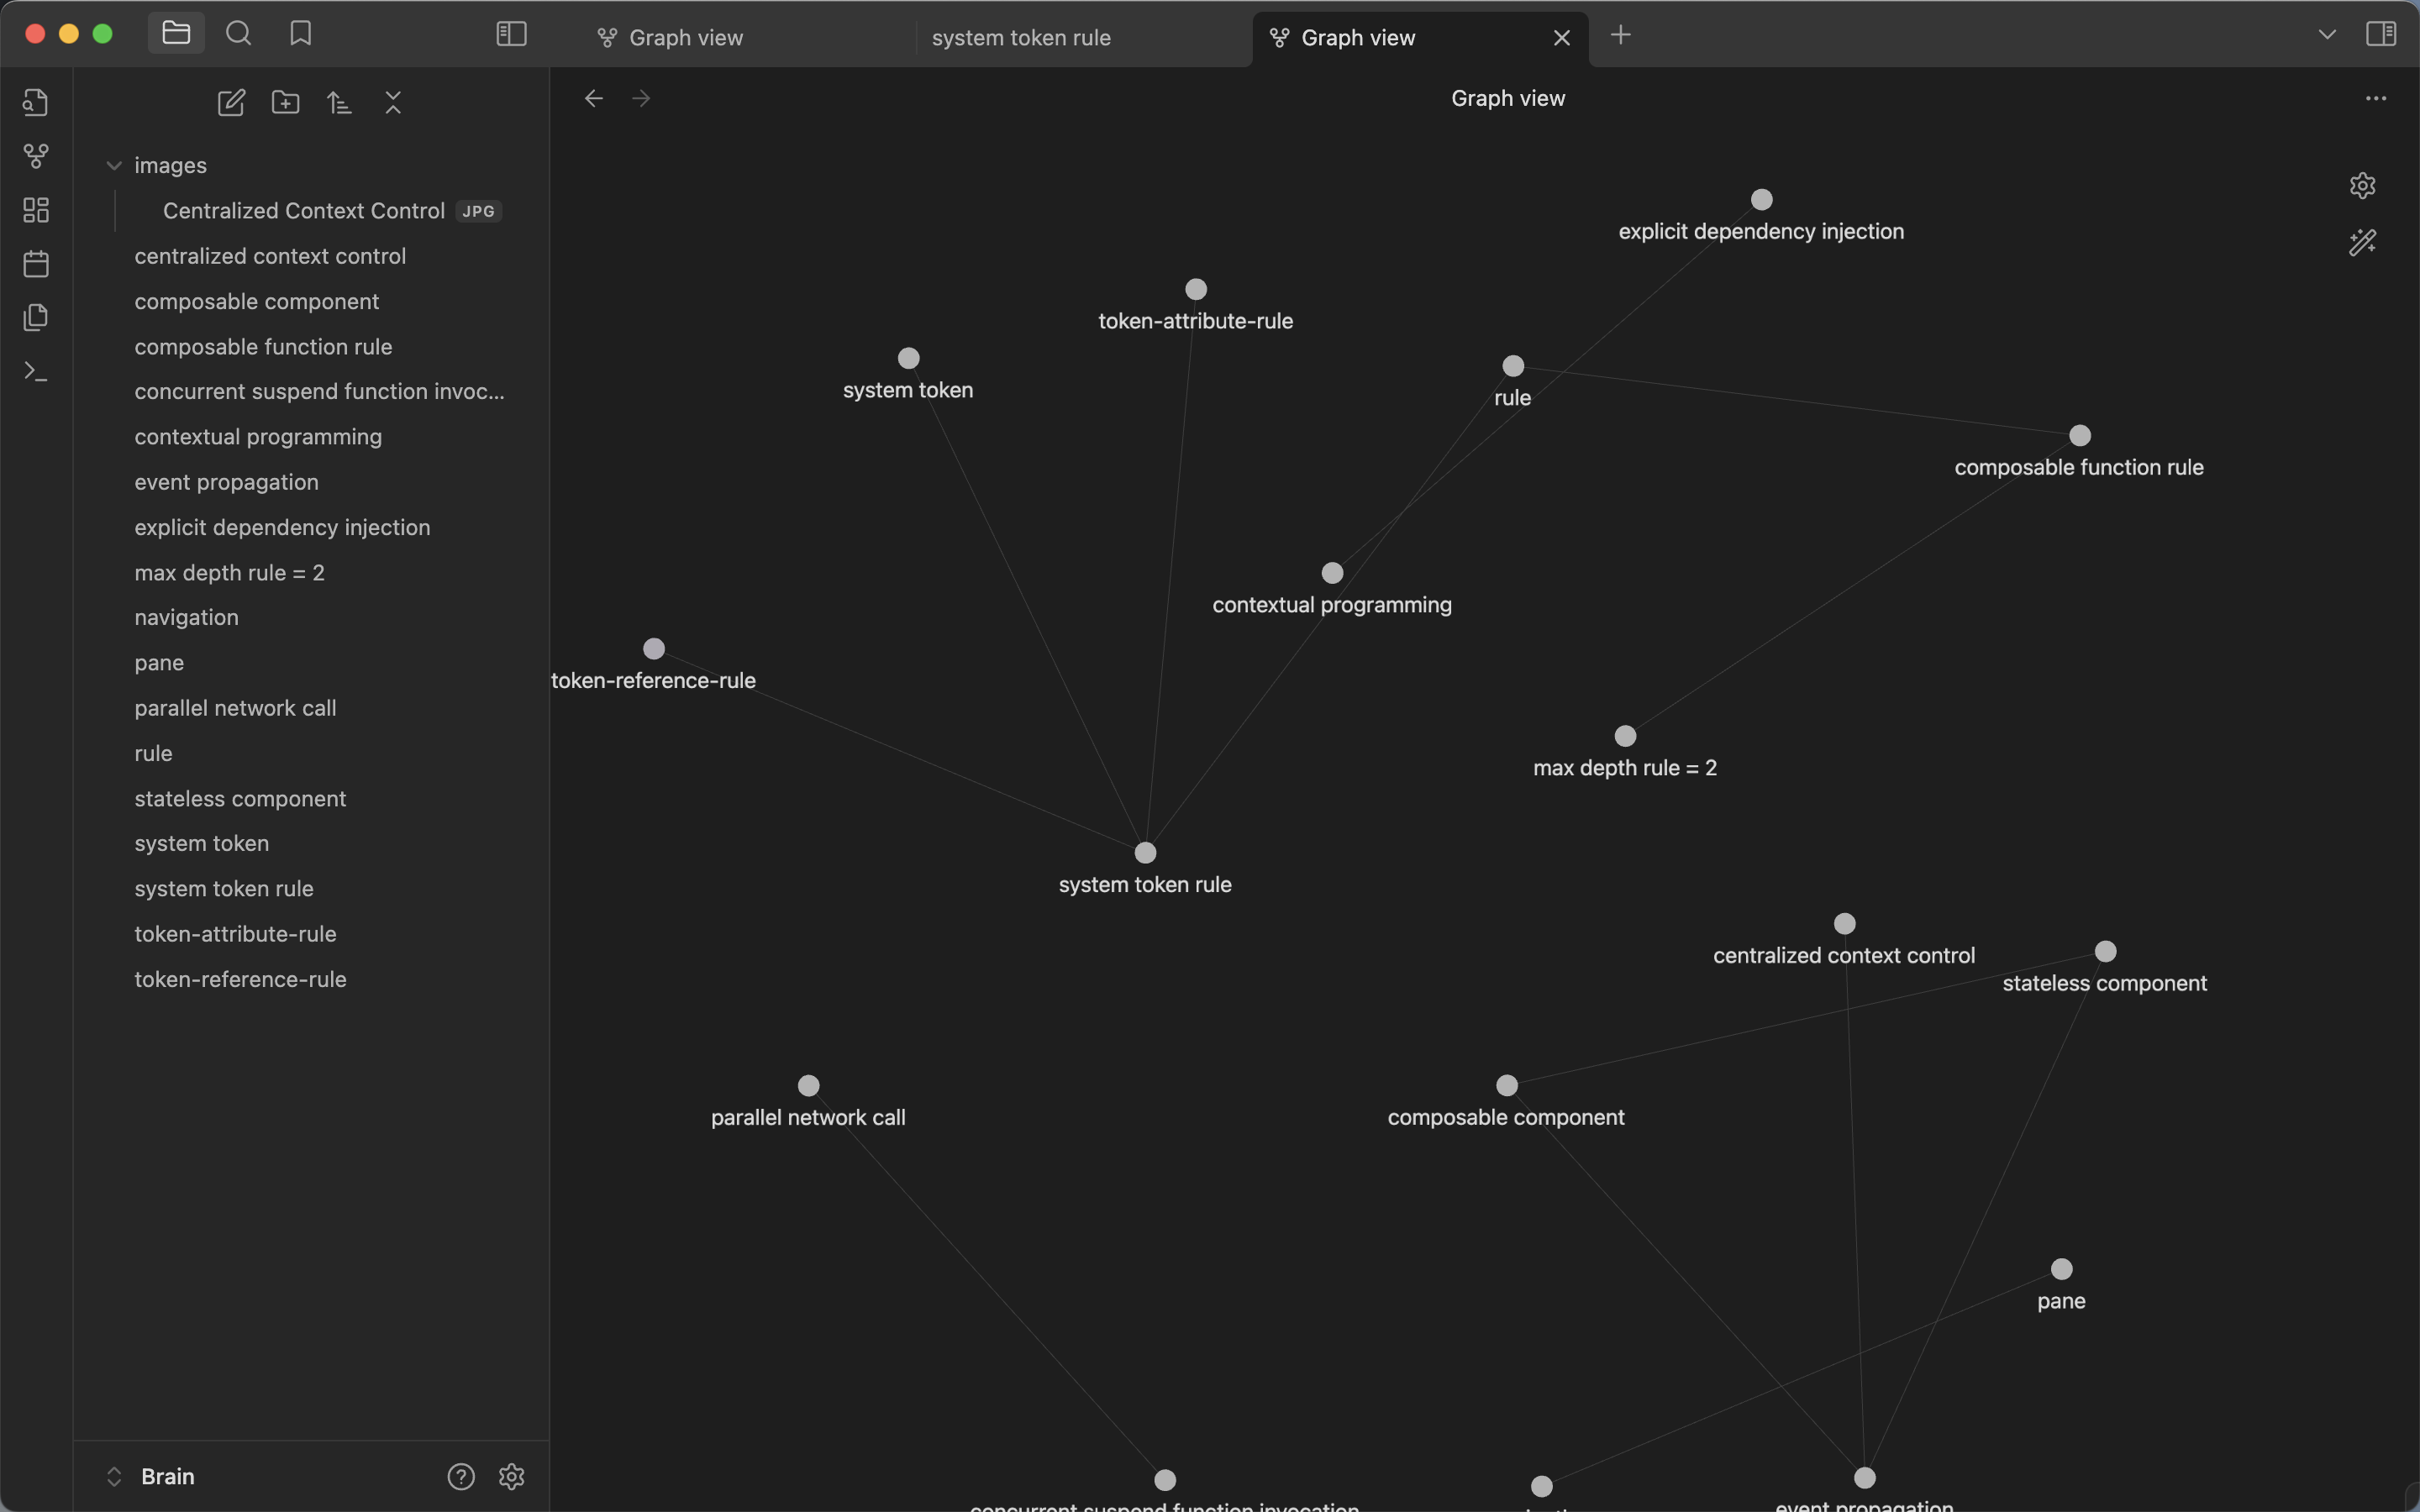 Graph view
system token rule
Graph view
Graph view
images
Centralized Context Control JPG
centralized context control
composable component
composable function rule
concurrent suspend function invoc...
contextual programming
event propagation
explicit dependency injection
max depth rule = 2
navigation
pane
parallel network call
rule
stateless component
system token
system token rule
token-attribute-rule
token-reference-rule
Brain
explicit dependency injection
token-attribute-rule
system token
rule
composable function rule
contextual programming
token-reference-rule
max depth rule = 2
system token rule
centralized context control
stateless component
parallel network call
composable component
pane
concurrent suspend function invocation
event propagation